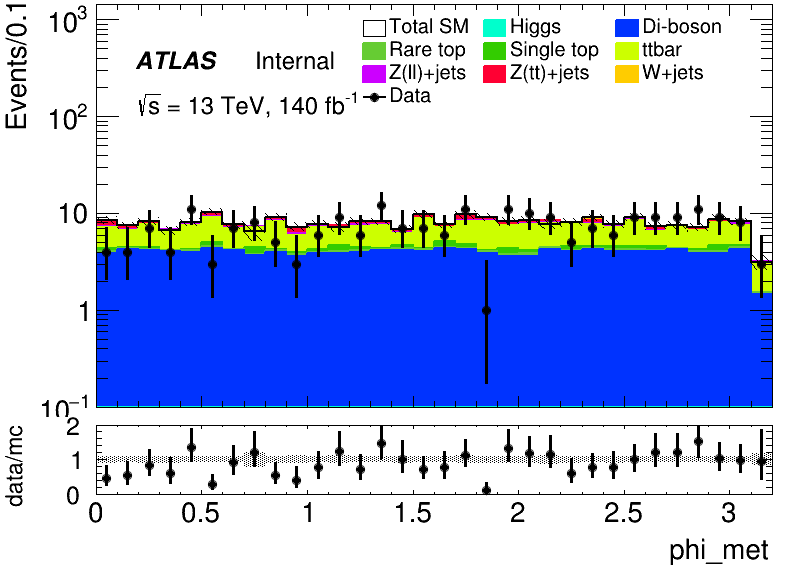 Events/0.1
10³
10²
10
1
10⁻¹
ATLAS Internal
√s = 13 TeV, 140 fb⁻¹
Total SM Higgs Di-boson
Rare top Single top ttbar
Z(ll)+jets Z(tt)+jets W+jets
Data
data/mc
2
1
0
0 0.5 1 1.5 2 2.5 3
phi_met